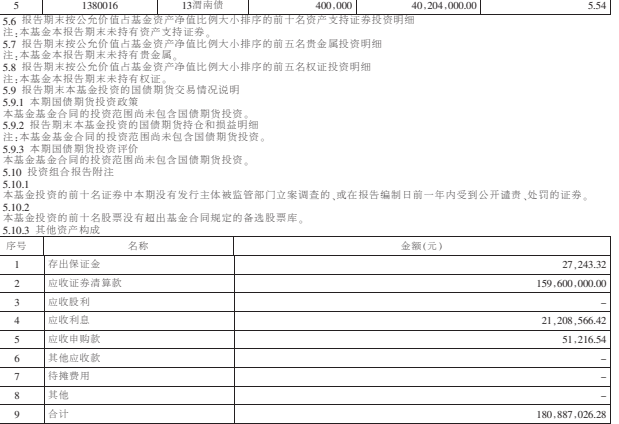 5 1380016 13渭南债 400,000 40,204,000.00 5.54
5.6 报告期末按公允价值占基金资产净值比例大小排序的前十名资产支持证券投资明细
注:本基金本报告期末未持有资产支持证券。
5.7 报告期末按公允价值占基金资产净值比例大小排序的前五名贵金属投资明细
注:本基金本报告期末未持有贵金属。
5.8 报告期末按公允价值占基金资产净值比例大小排序的前五名权证投资明细
注:本基金本报告期末未持有权证。
5.9 报告期末本基金投资的国债期货交易情况说明
5.9.1 本期国债期货投资政策
本基金基金合同的投资范围尚未包含国债期货投资。
5.9.2 报告期末本基金投资的国债期货持仓和损益明细
注:本基金基金合同的投资范围尚未包含国债期货投资。
5.9.3 本期国债期货投资评价
本基金基金合同的投资范围尚未包含国债期货投资。
5.10 投资组合报告附注
5.10.1
本基金投资的前十名证券中本期没有发行主体被监管部门立案调查的,或在报告编制日前一年内受到公开谴责、处罚的证券。
5.10.2
本基金投资的前十名股票没有超出基金合同规定的备选股票库。
5.10.3 其他资产构成
序号 名称 金额(元)
1 存出保证金 27,243.32
2 应收证券清算款 159,600,000.00
3 应收股利 –
4 应收利息 21,208,566.42
5 应收申购款 51,216.54
6 其他应收款 –
7 待摊费用 –
8 其他 –
9 合计 180,887,026.28